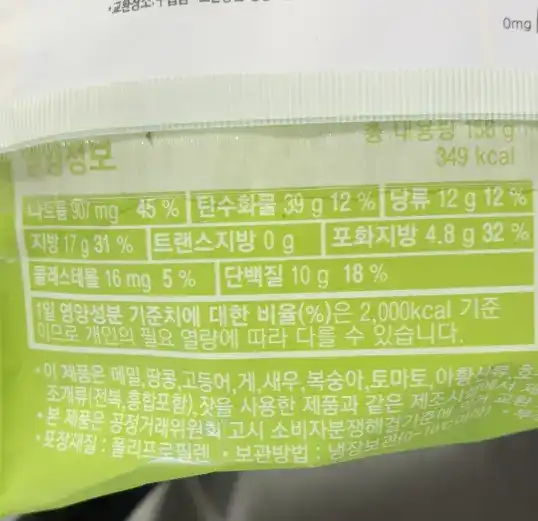 0mg
영양정보
총 내용량 158 g
349 kcal
나트륨 907 mg 45 % 탄수화물 39 g 12 % 당류 12 g 12 %
지방 17 g 31 % 트랜스지방 0 g 포화지방 4.8 g 32 %
콜레스테롤 16 mg 5 % 단백질 10 g 18 %
1일 영양성분 기준치에 대한 비율(%)은 2,000kcal 기준
이므로 개인의 필요 열량에 따라 다를 수 있습니다.
•이 제품은 메밀,땅콩,고등어,게,새우,복숭아,토마토,아황산류,
조개류(전복,홍합포함),잣을 사용한 제품과 같은 제조시설에서
•본 제품은 공정거래위원회 고시 소비자분쟁해결기준에 교환
•포장재질 : 폴리프로필렌 •보관방법 : 냉장보관(0~10℃